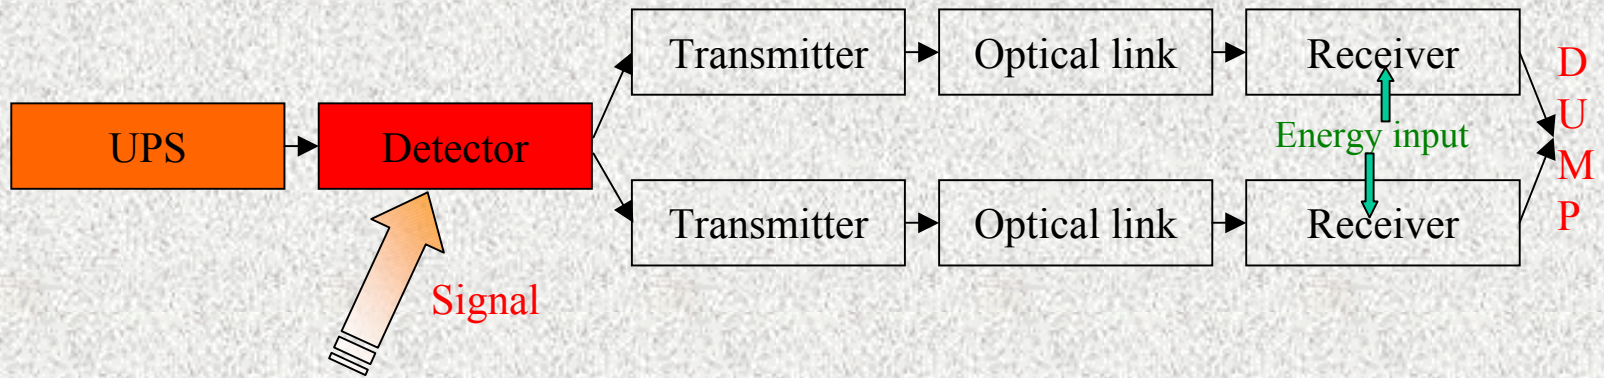 Transmitter
Optical link
Receiver
UPS
Detector
Energy input
Transmitter
Optical link
Receiver
Signal
D
U
M
P